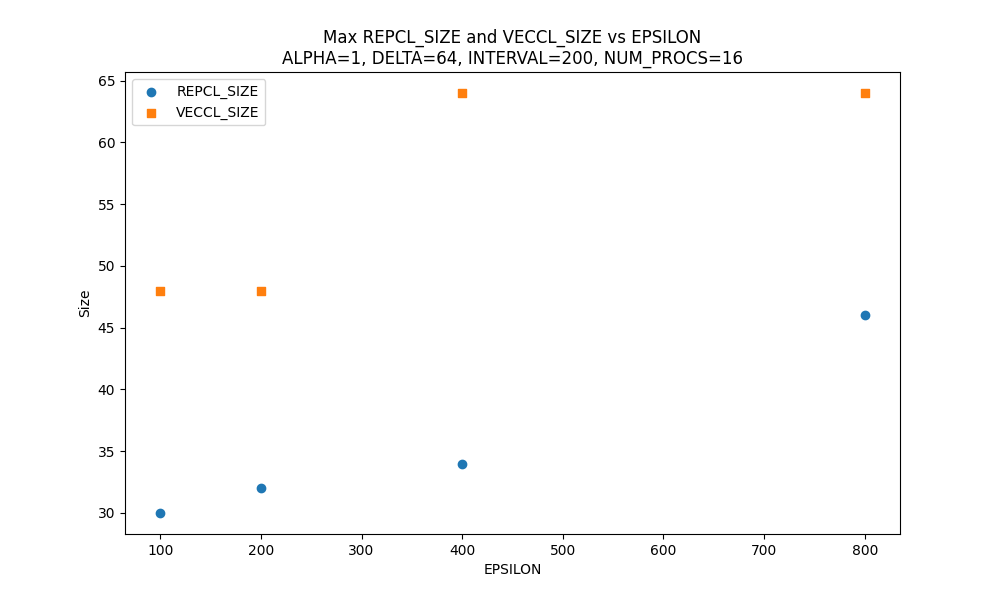 Max REPCL_SIZE and VECCL_SIZE vs EPSILON
ALPHA=1, DELTA=64, INTERVAL=200, NUM_PROCS=16
REPCL_SIZE
VECCL_SIZE
Size
65
60
55
50
45
40
35
30
100 200 300 400 500 600 700 800
EPSILON